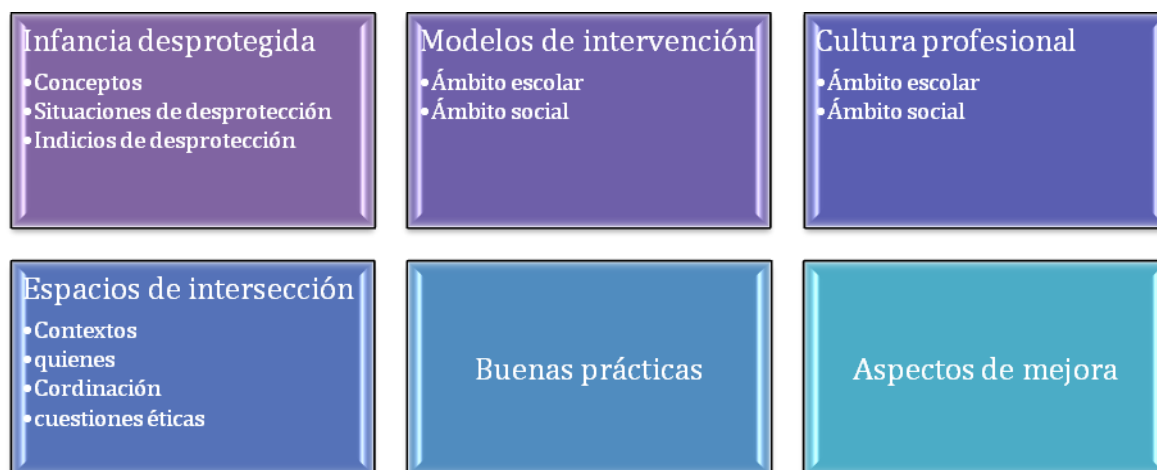 Infancia desprotegida
•Conceptos
•Situaciones de desprotección
•Indicios de desprotección
Modelos de intervención
•Ámbito escolar
•Ámbito social
Cultura profesional
•Ámbito escolar
•Ámbito social
Espacios de intersección
•Contextos
•quienes
•Cordinación
•cuestiones éticas
Buenas prácticas
Aspectos de mejora